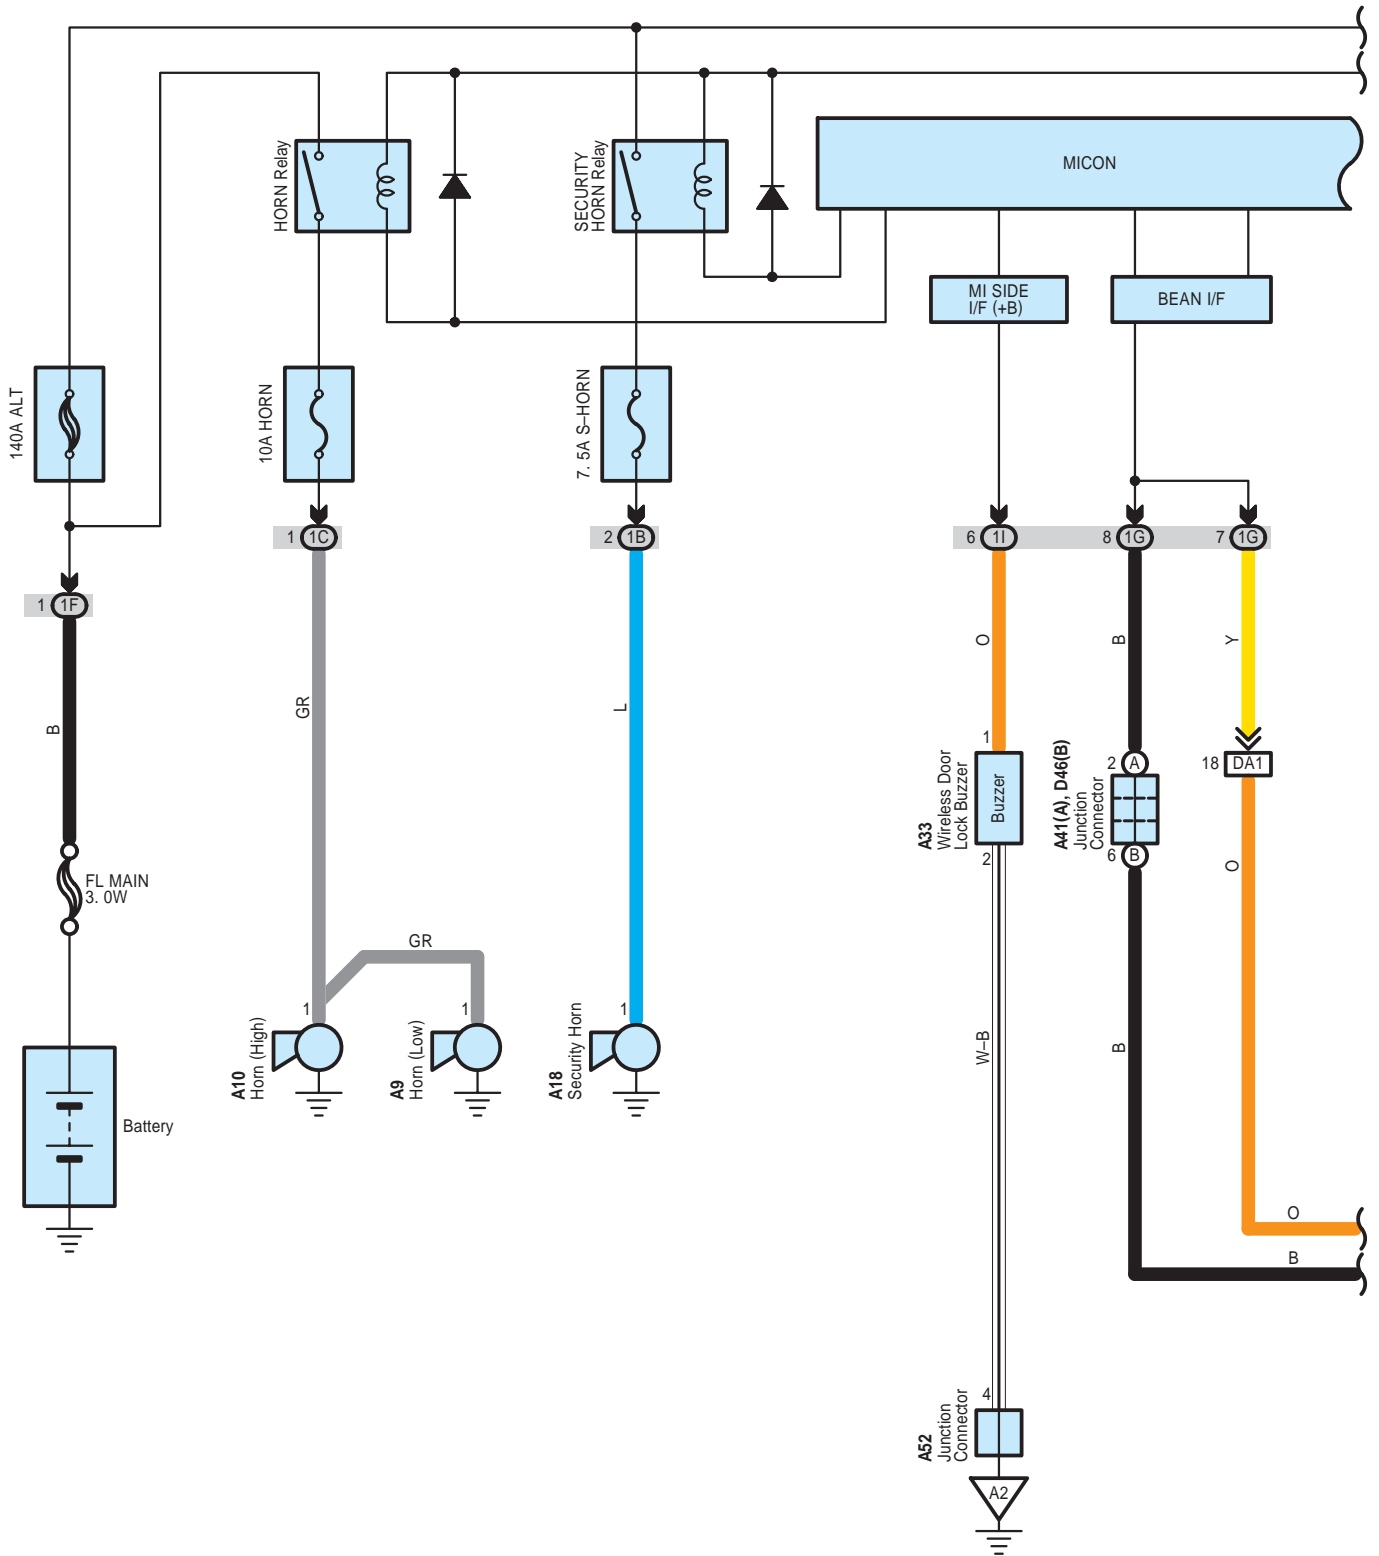 HORN Relay
SECURITY
HORN Relay
MICON
MI SIDE
I/F (+B)
BEAN I/F
140A ALT
10A HORN
7. 5A S–HORN
1 1C
2 1B
6 1I
8 1G
7 1G
1 1F
B
GR
L
O
B
Y
FL MAIN
3. 0W
1
A33
Wireless Door
Lock Buzzer
Buzzer
2
A41(A), D46(B)
Junction
Connector
2 A
6 B
18 DA1
O
GR
1
A10
Horn (High)
1
A9
Horn (Low)
1
A18
Security Horn
W–B
B
Battery
O
B
4
A52
Junction
Connector
A2